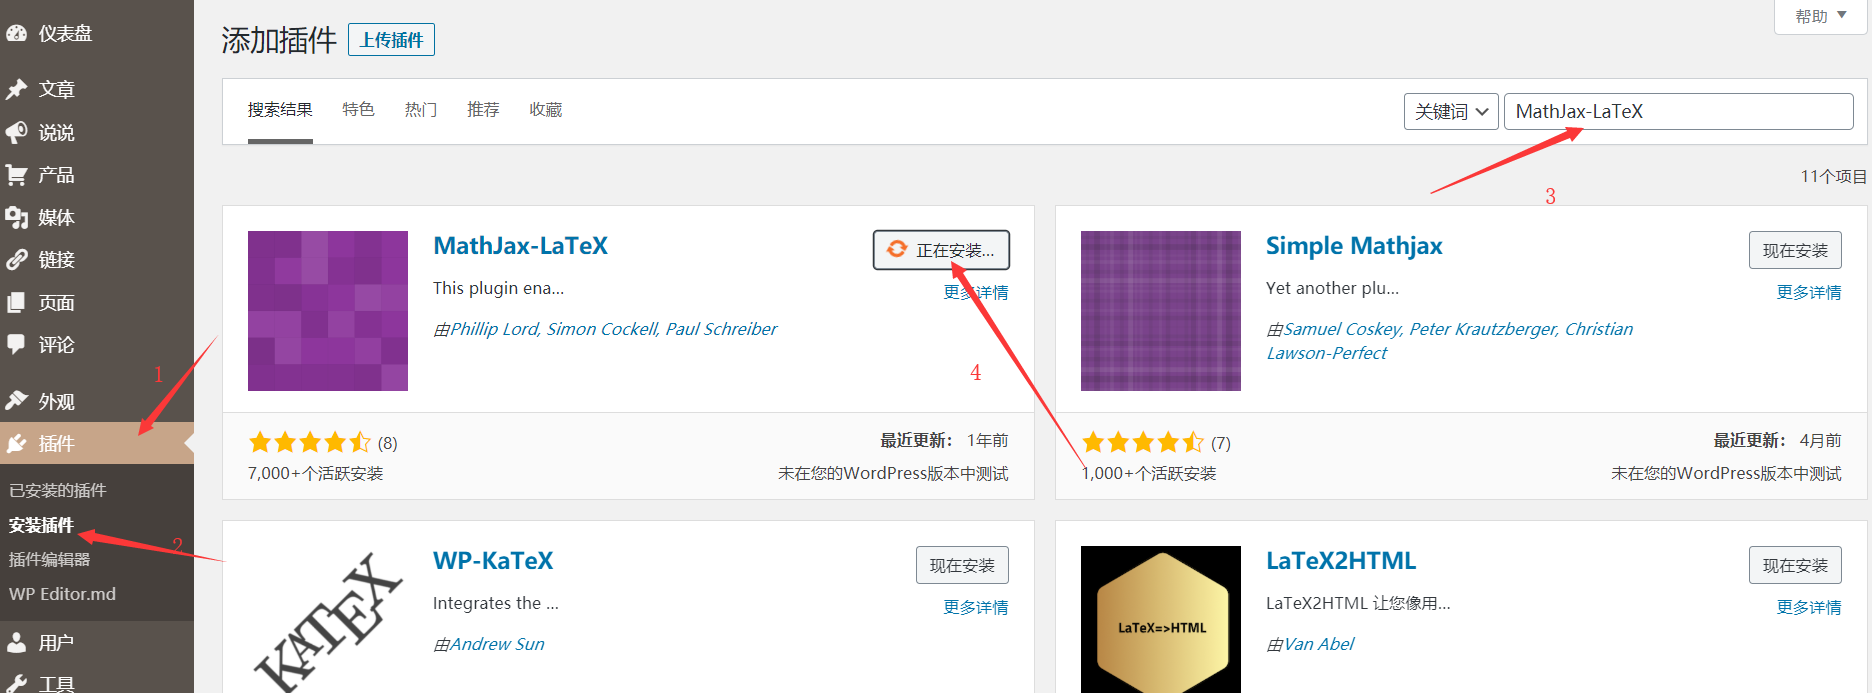 仪表盘
文章
说说
产品
媒体
链接
页面
评论
外观
插件
已安装的插件
安装插件
插件编辑器
WP Editor.md
用户
工具
1
2
帮助
添加插件 上传插件
搜索结果 特色 热门 推荐 收藏 关键词 MathJax-LaTeX
3
11个项目
MathJax-LaTeX
正在安装...
更多详情
This plugin ena...
由Phillip Lord, Simon Cockell, Paul Schreiber
4
(8)
7,000+个活跃安装
最近更新： 1年前
未在您的WordPress版本中测试
Simple Mathjax
现在安装
更多详情
Yet another plu...
由Samuel Coskey, Peter Krautzberger, Christian
Lawson-Perfect
(7)
1,000+个活跃安装
最近更新： 4月前
未在您的WordPress版本中测试
KATEX
WP-KaTeX
现在安装
更多详情
Integrates the ...
由Andrew Sun
LaTeX=>HTML
LaTeX2HTML
现在安装
更多详情
LaTeX2HTML 让您像用...
由Van Abel